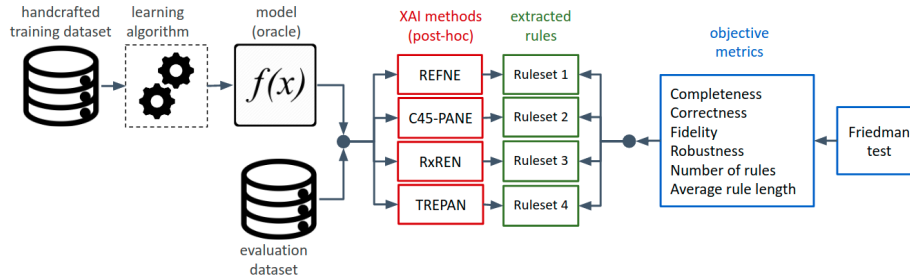 handcrafted
training dataset
learning
algorithm
model
(oracle)
f(x)
evaluation
dataset
XAI methods
(post-hoc)
REFNE
C45-PANE
RxREN
TREPAN
extracted
rules
Ruleset 1
Ruleset 2
Ruleset 3
Ruleset 4
objective
metrics
Completeness
Correctness
Fidelity
Robustness
Number of rules
Average rule length
Friedman
test